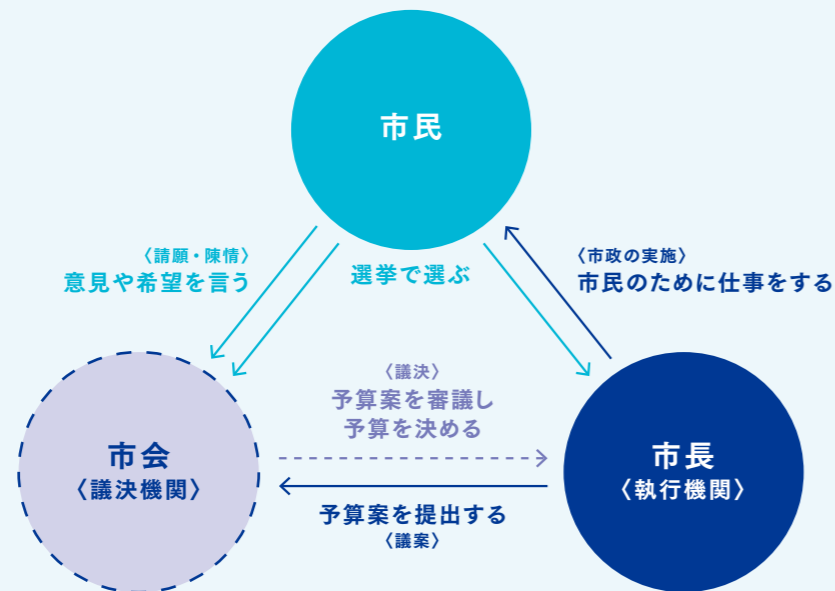 市民
〈請願・陳情〉
意見や希望を言う
選挙で選ぶ
〈市政の実施〉
市民のために仕事をする
〈議決〉
予算案を審議し
予算を決める
市会
〈議決機関〉
市長
〈執行機関〉
予算案を提出する
〈議案〉